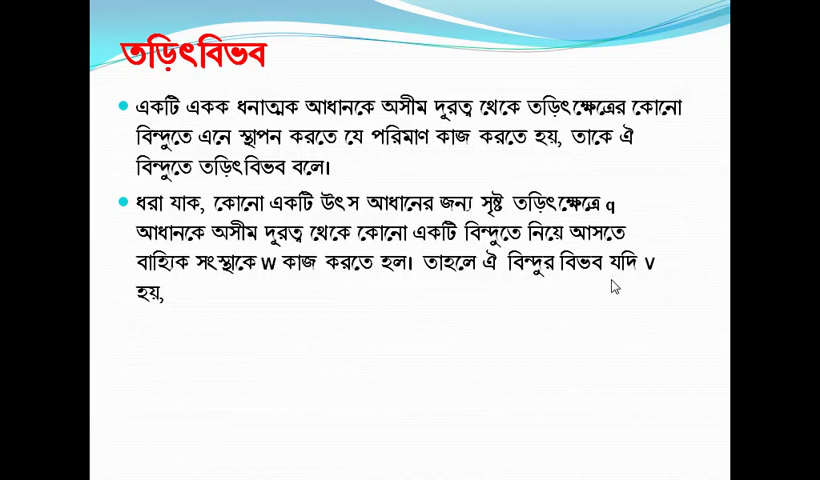 তড়িৎবিভব
একটি একক ধনাত্মক আধানকে অসীম দূরত্ব থেকে তড়িৎক্ষেত্রের কোনো
বিন্দুতে এনে স্থাপন করতে যে পরিমাণ কাজ করতে হয়, তাকে ঐ
বিন্দুতে তড়িৎবিভব বলে।
ধরা যাক, কোনো একটি উৎস আধানের জন্য সৃষ্ট তড়িৎক্ষেত্রে q
আধানকে অসীম দূরত্ব থেকে কোনো একটি বিন্দুতে নিয়ে আসতে
বাহ্যিক সংস্থাকে w কাজ করতে হল। তাহলে ঐ বিন্দুর বিভব যদি v
হয়,